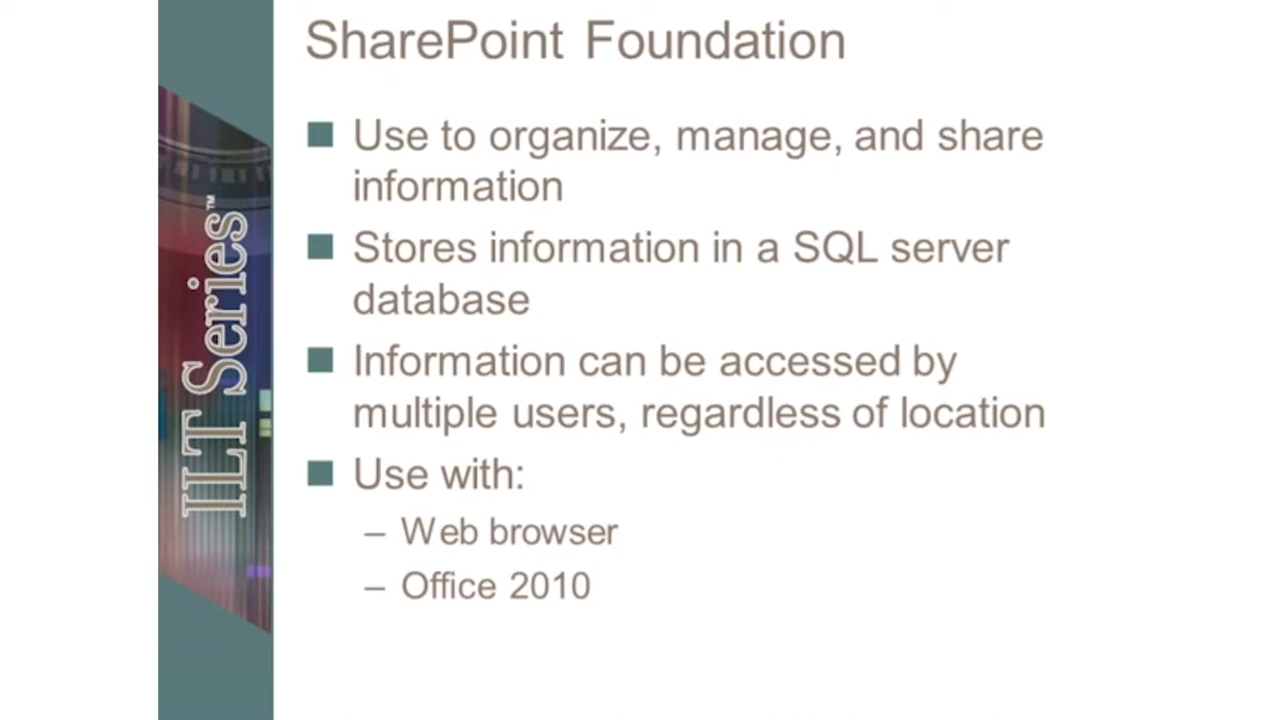 SharePoint Foundation
Use to organize, manage, and share
information
Stores information in a SQL server
database
Information can be accessed by
multiple users, regardless of location
Use with:
– Web browser
– Office 2010
ILT Series™